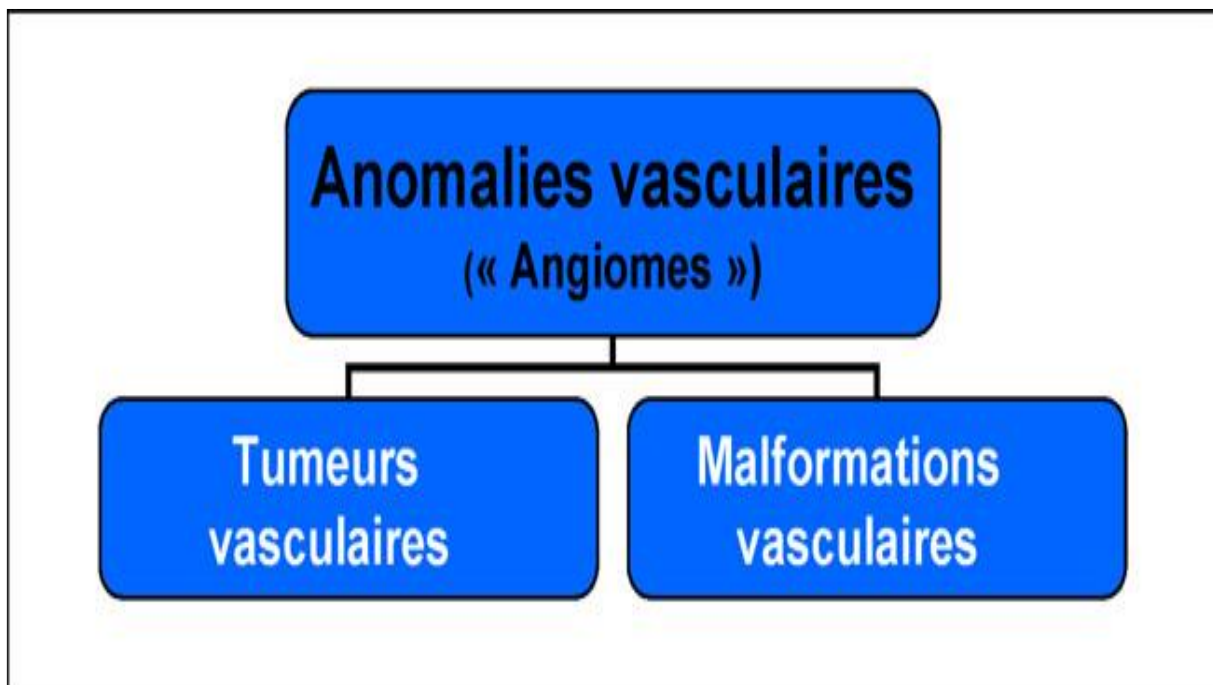 Anomalies vasculaires
(« Angiomes »)
Tumeurs
vasculaires
Malformations
vasculaires